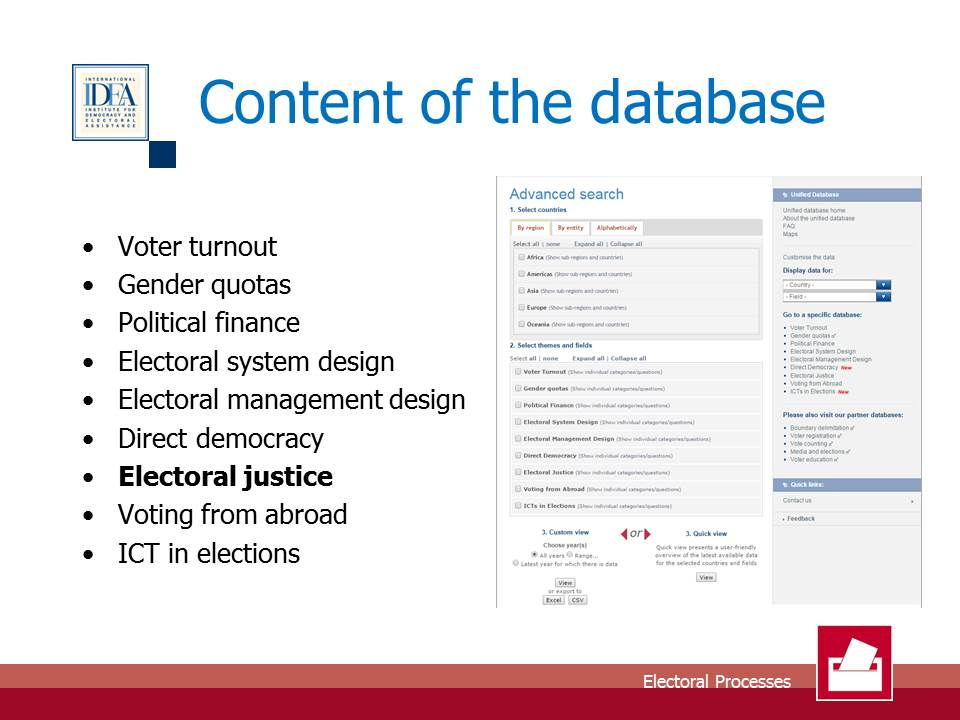 INTERNATIONAL
IDEA
INSTITUTE FOR
DEMOCRACY AND
ELECTORAL
ASSISTANCE
Content of the database
• Voter turnout
• Gender quotas
• Political finance
• Electoral system design
• Electoral management design
• Direct democracy
• Electoral justice
• Voting from abroad
• ICT in elections
Advanced search
1. Select countries
By region By entity Alphabetically
Select all | none Expand all | Collapse all
Africa (Show sub-regions and countries)
Americas (Show sub-regions and countries)
Asia (Show sub-regions and countries)
Europe (Show sub-regions and countries)
Oceania (Show sub-regions and countries)
2. Select themes and fields
Select all | none Expand all | Collapse all
Voter Turnout (Show individual categories/questions)
Gender quotas (Show individual categories/questions)
Political Finance (Show individual categories/questions)
Electoral System Design (Show individual categories/questions)
Electoral Management Design (Show individual categories/questions)
Direct Democracy (Show individual categories/questions)
Electoral Justice (Show individual categories/questions)
Voting from Abroad (Show individual categories/questions)
ICTs in Elections (Show individual categories/questions)
3. Custom view
Choose year(s)
All years Range...
Latest year for which there is data
View
or export to
Excel CSV
or
3. Quick view
Quick view presents a user-friendly
overview of the latest available data
for the selected countries and fields
View
Unified Database
Unified database home
About the unified database
FAQ
Maps
Customise the data
Display data for:
- Country -
- Field -
Go to a specific database:
Voter Turnout
Gender quotas
Political Finance
Electoral System Design
Electoral Management Design
Direct Democracy New
Electoral Justice
Voting from Abroad
ICTs in Elections New
Please also visit our partner databases:
Boundary delimitation
Voter registration
Vote counting
Media and elections
Voter education
Quick links:
Contact us
Feedback
Electoral Processes